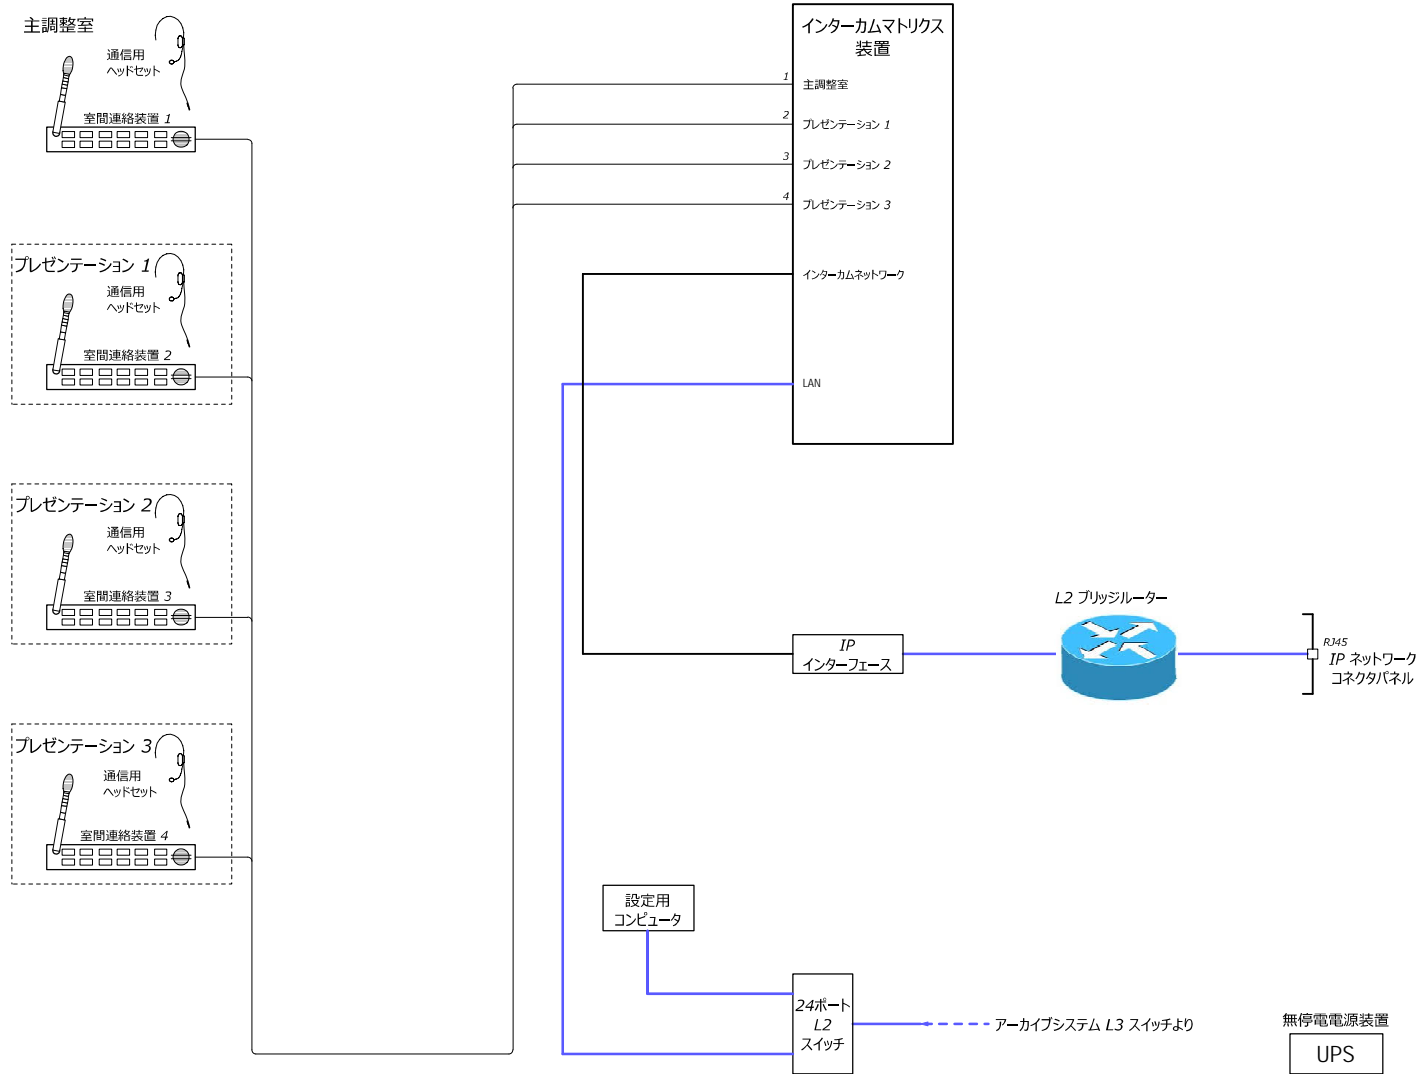 主調整室
通信用
ヘッドセット
室間連絡装置 1
プレゼンテーション 1
通信用
ヘッドセット
室間連絡装置 2
プレゼンテーション 2
通信用
ヘッドセット
室間連絡装置 3
プレゼンテーション 3
通信用
ヘッドセット
室間連絡装置 4
インターカムマトリクス
装置
1
主調整室
2
プレゼンテーション 1
3
プレゼンテーション 2
4
プレゼンテーション 3
インターカムネットワーク
LAN
IP
インターフェース
L2 ブリッジルーター
RJ45
IP ネットワーク
コネクタパネル
設定用
コンピュータ
24ポート
L2
スイッチ
アーカイブシステム L3 スイッチより
無停電電源装置
UPS